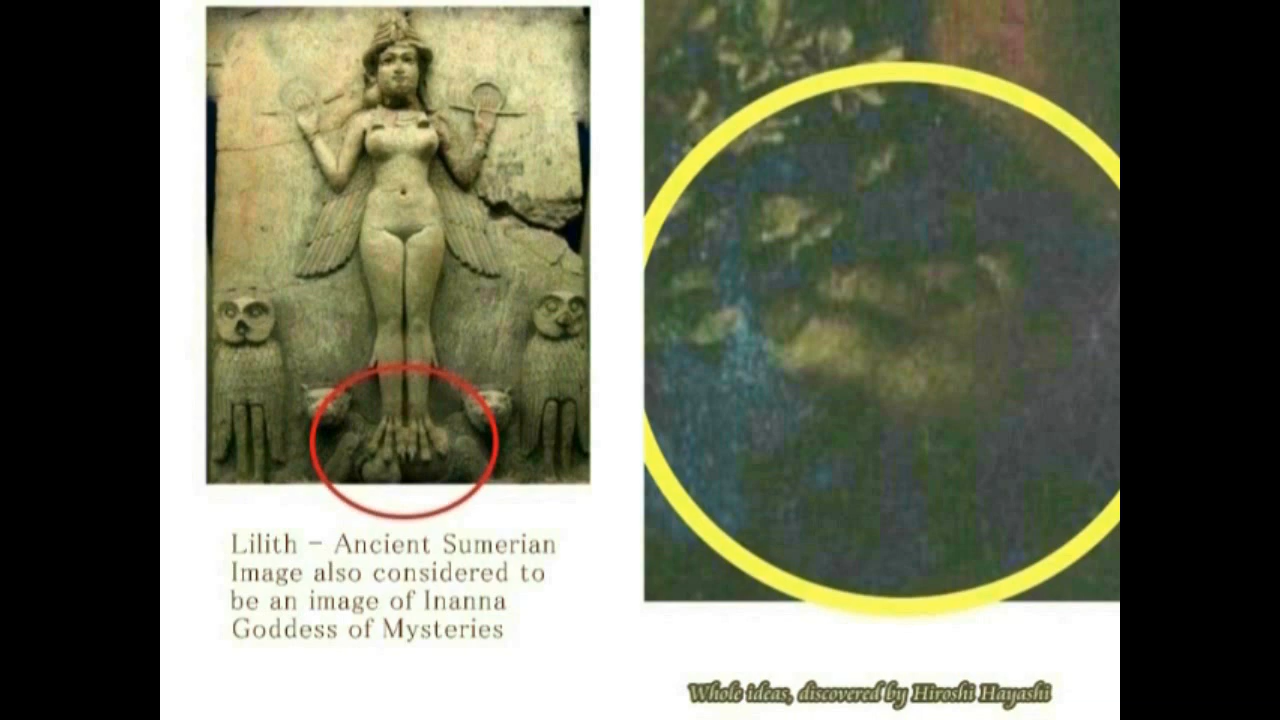 Lilith – Ancient Sumerian
Image also considered to
be an image of Inanna
Goddess of Mysteries
Whole ideas, discovered by Hiroshi Hayashi